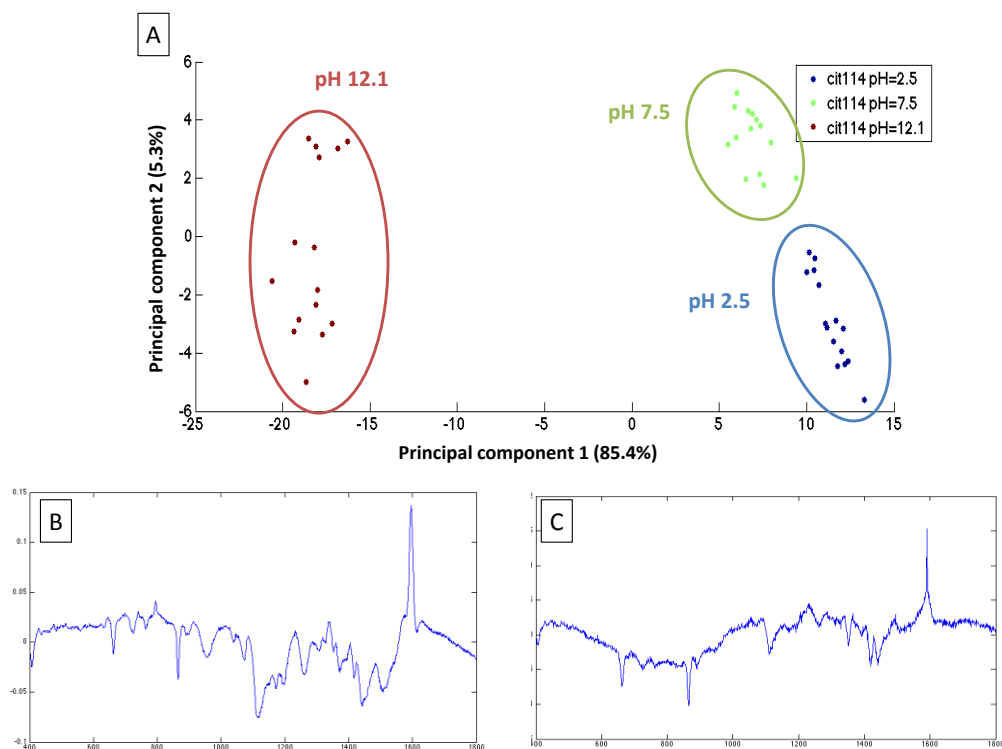 A
pH 12.1
pH 7.5
pH 2.5
cit114 pH=2.5
cit114 pH=7.5
cit114 pH=12.1
6
4
2
0
-2
-4
-6
Principal component 2 (5.3%)
-25 -20 -15 -10 -5 0 5 10 15
Principal component 1 (85.4%)
B
0.15
0.1
0.05
0
-0.05
-0.1
400 600 800 1000 1200 1400 1600 1800
C
400 600 800 1000 1200 1400 1600 1800